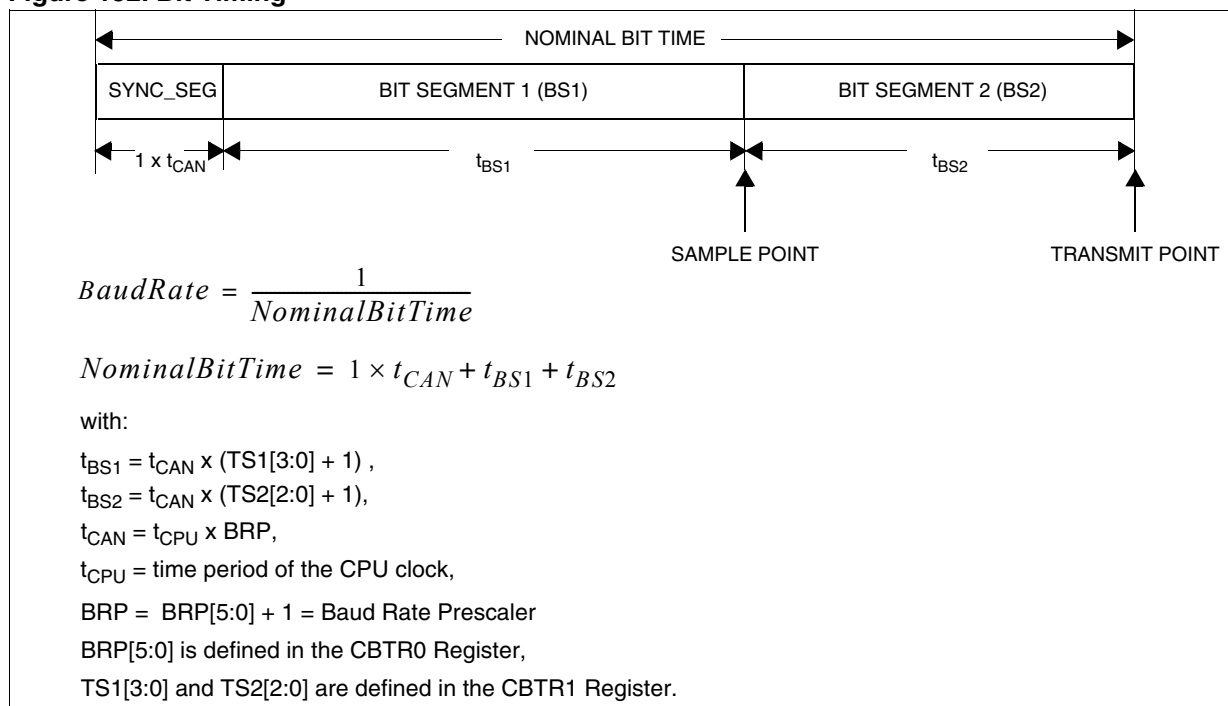 NOMINAL BIT TIME
SYNC_SEG BIT SEGMENT 1 (BS1) BIT SEGMENT 2 (BS2)
1 x tCAN tBS1 tBS2
SAMPLE POINT TRANSMIT POINT
BaudRate = 1 / NominalBitTime
NominalBitTime = 1 × tCAN + tBS1 + tBS2
with:
tBS1 = tCAN x (TS1[3:0] + 1) ,
tBS2 = tCAN x (TS2[2:0] + 1),
tCAN = tCPU x BRP,
tCPU = time period of the CPU clock,
BRP = BRP[5:0] + 1 = Baud Rate Prescaler
BRP[5:0] is defined in the CBTR0 Register,
TS1[3:0] and TS2[2:0] are defined in the CBTR1 Register.